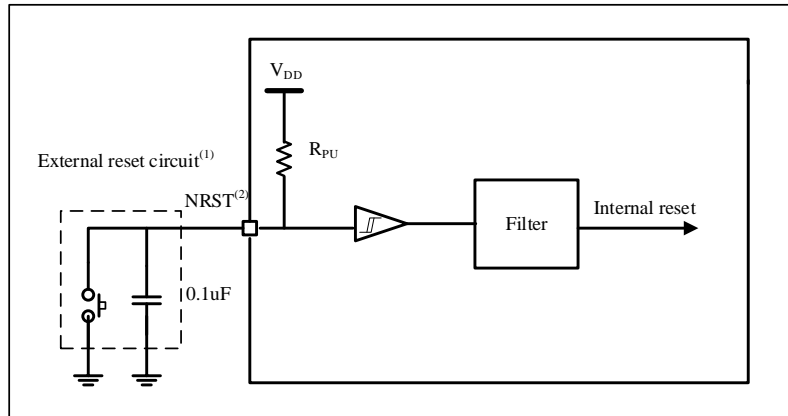 V_DD
R_PU
External reset circuit(1)
NRST(2)
Filter
Internal reset
0.1uF